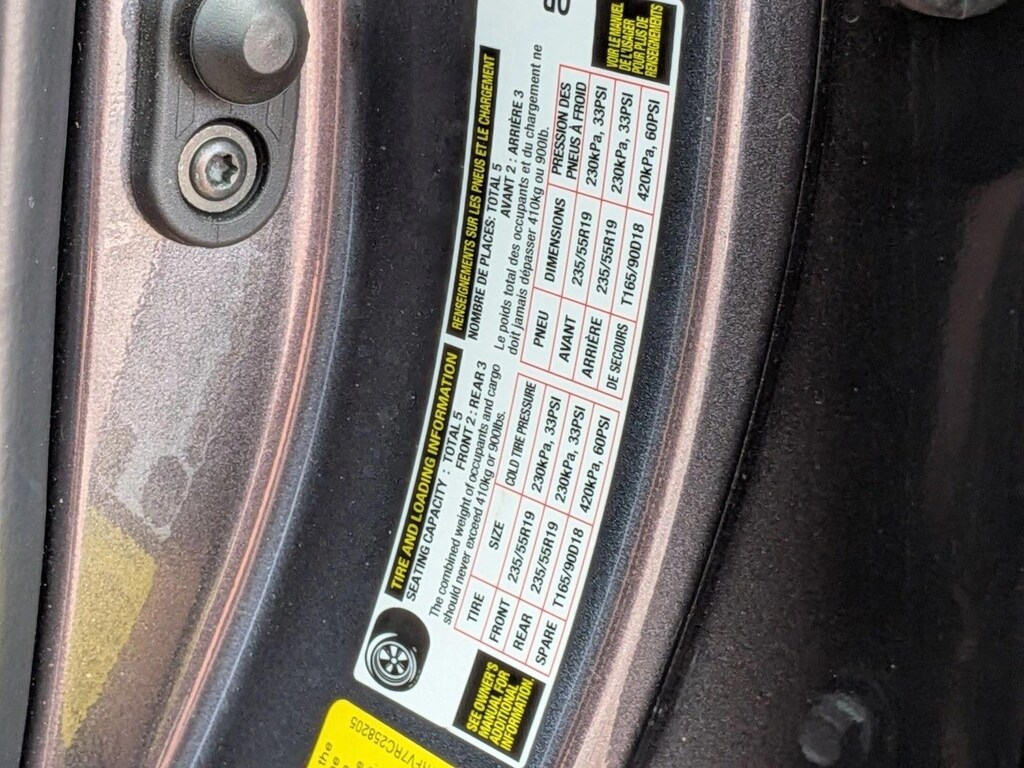 TIRE AND LOADING INFORMATION
SEATING CAPACITY : TOTAL 5
FRONT 2 : REAR 3
The combined weight of occupants and cargo
should never exceed 410kg or 900lbs.
TIRE SIZE COLD TIRE PRESSURE
FRONT 235/55R19 230kPa, 33PSI
REAR 235/55R19 230kPa, 33PSI
SPARE T165/90D18 420kPa, 60PSI
SEE OWNER'S
MANUAL FOR
ADDITIONAL
INFORMATION.
RENSEIGNEMENTS SUR LES PNEUS ET LE CHARGEMENT
NOMBRE DE PLACES: TOTAL 5
AVANT 2 : ARRIÈRE 3
Le poids total des occupants et du chargement ne
doit jamais dépasser 410kg ou 900lb.
PNEU DIMENSIONS PRESSION DES
PNEUS À FROID
AVANT 235/55R19 230kPa, 33PSI
ARRIÈRE 235/55R19 230kPa, 33PSI
DE SECOURS T165/90D18 420kPa, 60PSI
VOIR LE MANUEL
DE L'USAGER
POUR PLUS DE
RENSEIGNEMENTS
the
HFV7RC258205